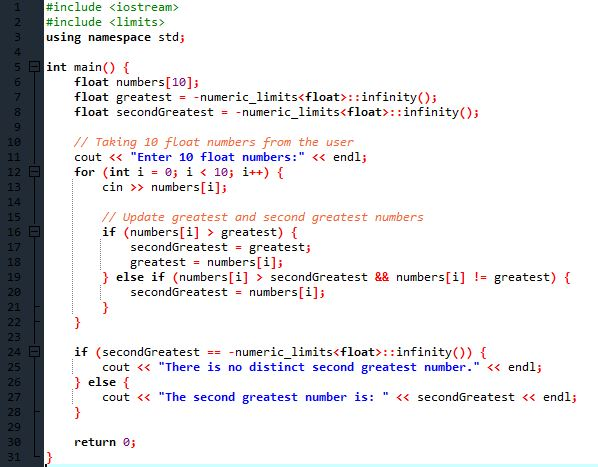 1 #include <iostream>
2 #include <limits>
3 using namespace std;
4
5 int main() {
6     float numbers[10];
7     float greatest = -numeric_limits<float>::infinity();
8     float secondGreatest = -numeric_limits<float>::infinity();
9
10     // Taking 10 float numbers from the user
11     cout << "Enter 10 float numbers:" << endl;
12     for (int i = 0; i < 10; i++) {
13         cin >> numbers[i];
14
15         // Update greatest and second greatest numbers
16         if (numbers[i] > greatest) {
17             secondGreatest = greatest;
18             greatest = numbers[i];
19         } else if (numbers[i] > secondGreatest && numbers[i] != greatest) {
20             secondGreatest = numbers[i];
21         }
22     }
23
24     if (secondGreatest == -numeric_limits<float>::infinity()) {
25         cout << "There is no distinct second greatest number." << endl;
26     } else {
27         cout << "The second greatest number is: " << secondGreatest << endl;
28     }
29
30     return 0;
31 }